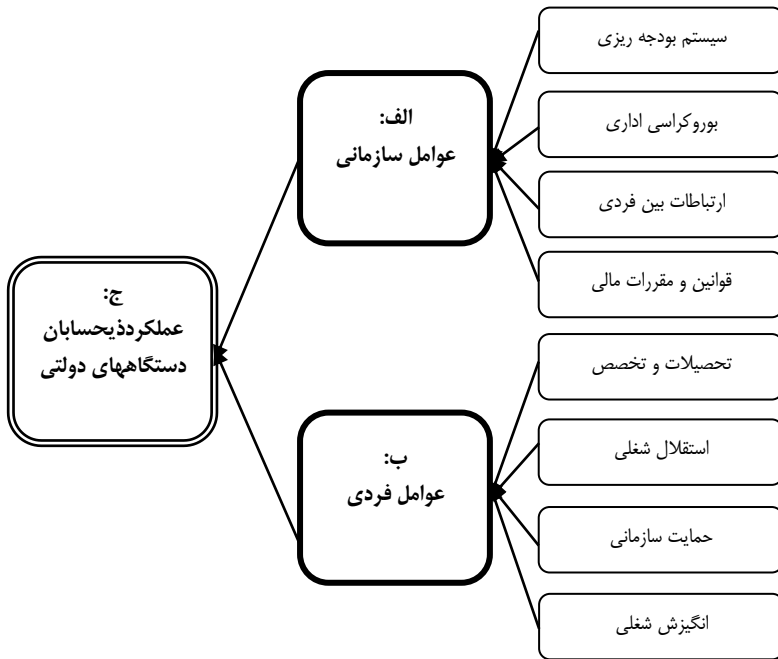 سیستم بودجه ریزی
بوروکراسی اداری
ارتباطات بین فردی
قوانین و مقررات مالی
الف:
عوامل سازمانی
تحصیلات و تخصص
استقلال شغلی
حمایت سازمانی
انگیزش شغلی
ب:
عوامل فردی
ج:
عملکردذیحسابان
دستگاههای دولتی